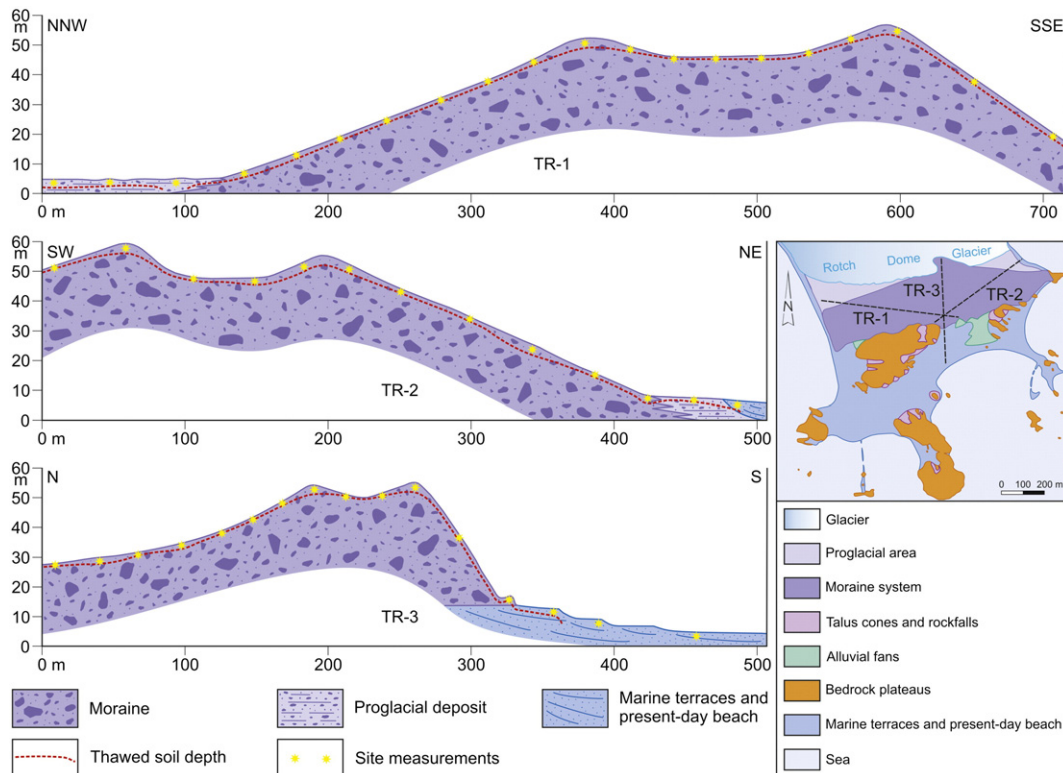 60
m
50
40
30
20
10
0
NNW
SSE
TR-1
0 m
100
200
300
400
500
600
700
60
m
50
40
30
20
10
0
SW
NE
TR-2
0 m
100
200
300
400
500
60
m
50
40
30
20
10
0
N
S
TR-3
0 m
100
200
300
400
500
Rotch Dome Glacier
N
TR-3
TR-2
TR-1
0 100 200 m
Glacier
Proglacial area
Moraine system
Talus cones and rockfalls
Alluvial fans
Bedrock plateaus
Marine terraces and present-day beach
Sea
Moraine
Proglacial deposit
Marine terraces and
present-day beach
Thawed soil depth
Site measurements